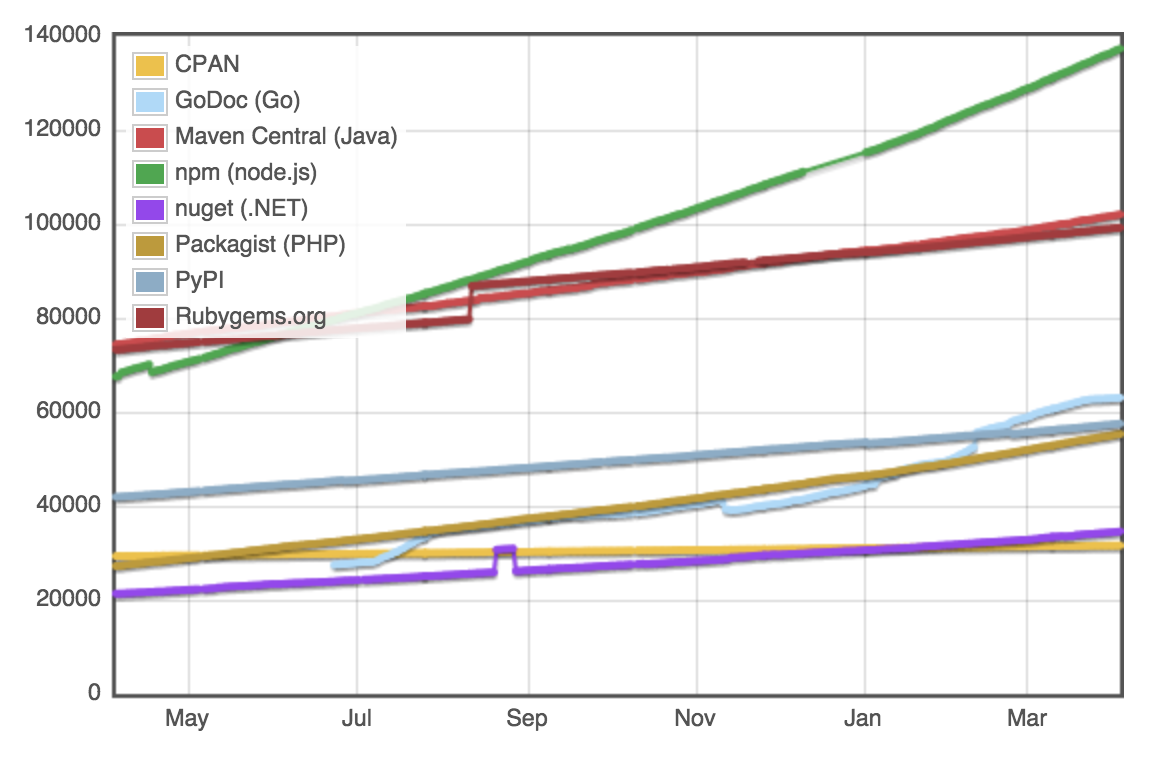 140000
120000
100000
80000
60000
40000
20000
0
CPAN
GoDoc (Go)
Maven Central (Java)
npm (node.js)
nuget (.NET)
Packagist (PHP)
PyPI
Rubygems.org
May Jul Sep Nov Jan Mar